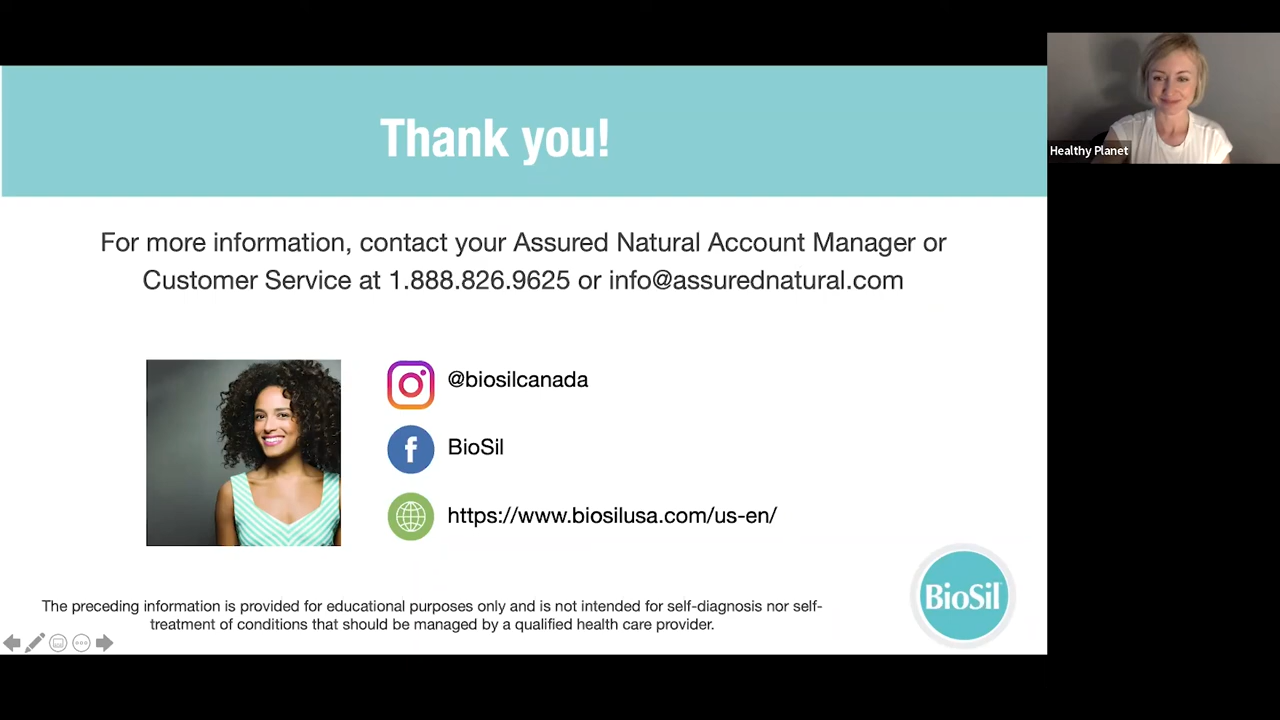 Thank you!
Healthy Planet
For more information, contact your Assured Natural Account Manager or
Customer Service at 1.888.826.9625 or info@assurednatural.com
@biosilcanada
f
BioSil
https://www.biosilusa.com/us-en/
BioSil
The preceding information is provided for educational purposes only and is not intended for self-diagnosis nor self-
treatment of conditions that should be managed by a qualified health care provider.